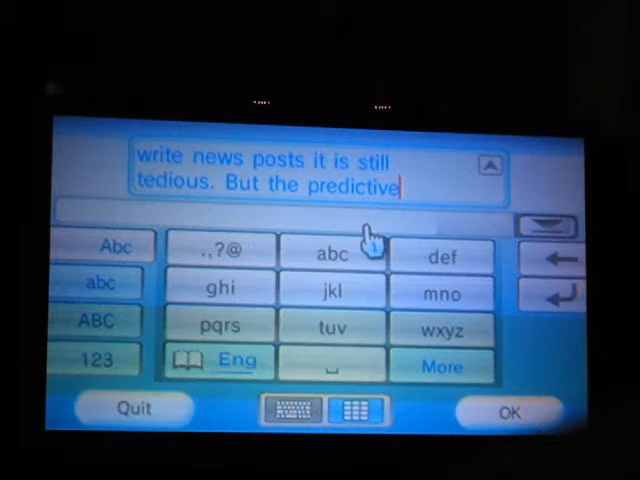 write news posts it is still
tedious. But the predictive
Abc
.,?@
abc
def
abc
ghi
jkl
mno
ABC
pqrs
tuv
wxyz
123
Eng
More
Quit
OK